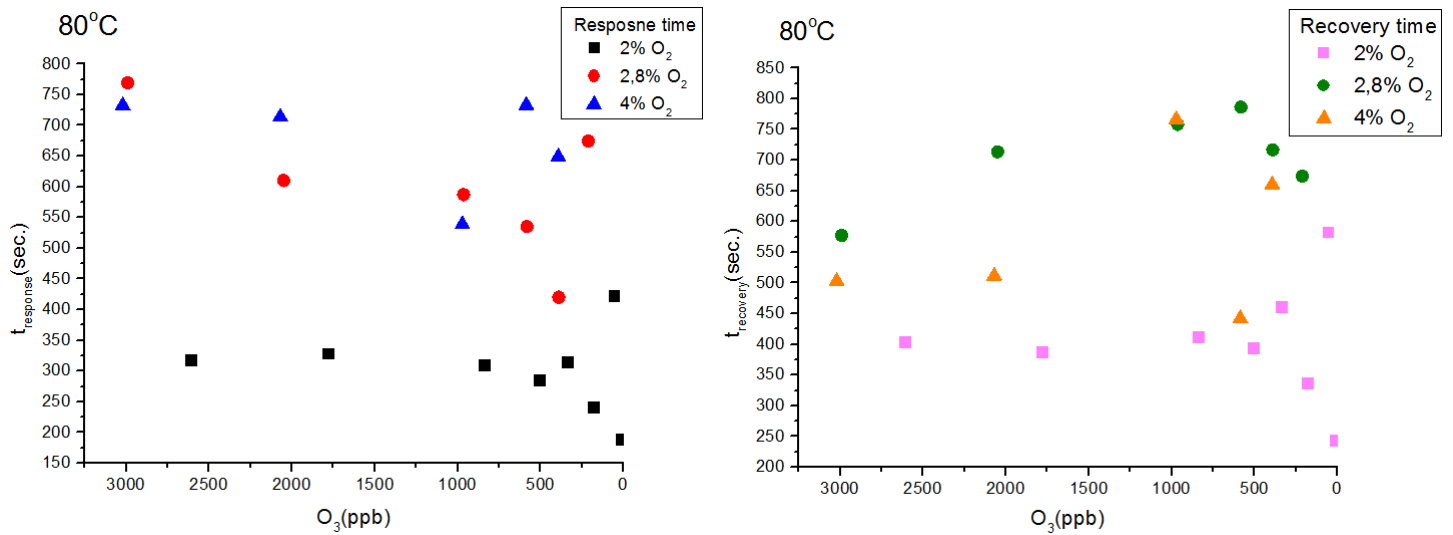 80°C
Resposne time
2% O₂
2,8% O₂
4% O₂
800
750
700
650
600
550
500
450
400
350
300
250
200
150
t_response(sec.)
3000 2500 2000 1500 1000 500 0
O₃(ppb)
80°C
Recovery time
2% O₂
2,8% O₂
4% O₂
850
800
750
700
650
600
550
500
450
400
350
300
250
200
t_recovery(sec.)
3000 2500 2000 1500 1000 500 0
O₃(ppb)